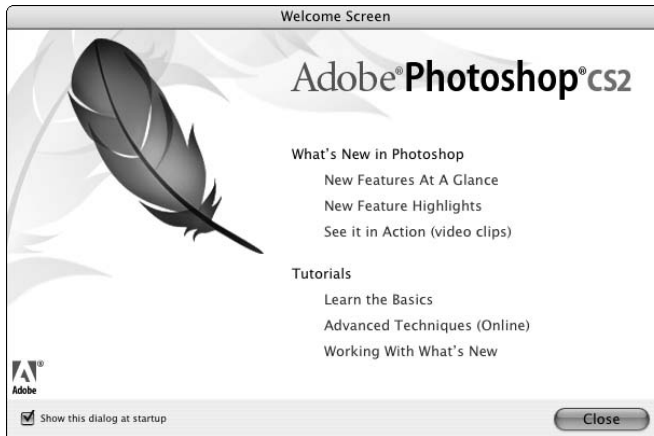 Welcome Screen
Adobe®Photoshop®CS2
What's New in Photoshop
New Features At A Glance
New Feature Highlights
See it in Action (video clips)
Tutorials
Learn the Basics
Advanced Techniques (Online)
Working With What's New
®
Adobe
Show this dialog at startup
Close